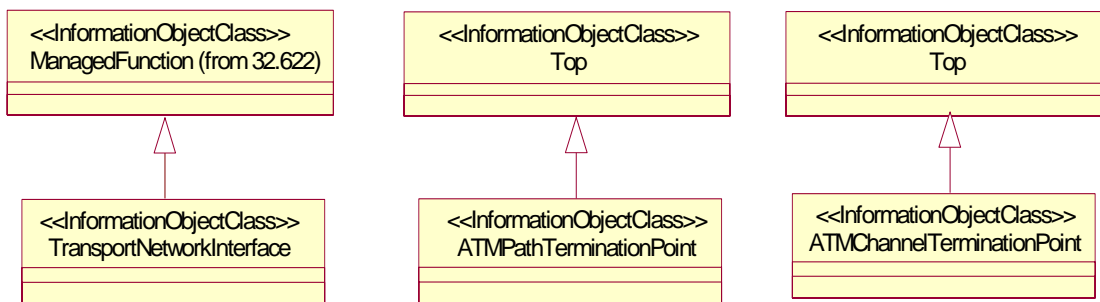 <<InformationObjectClass>>
ManagedFunction (from 32.622)
<<InformationObjectClass>>
Top
<<InformationObjectClass>>
Top
<<InformationObjectClass>>
TransportNetworkInterface
<<InformationObjectClass>>
ATMPathTerminationPoint
<<InformationObjectClass>>
ATMChannelTerminationPoint